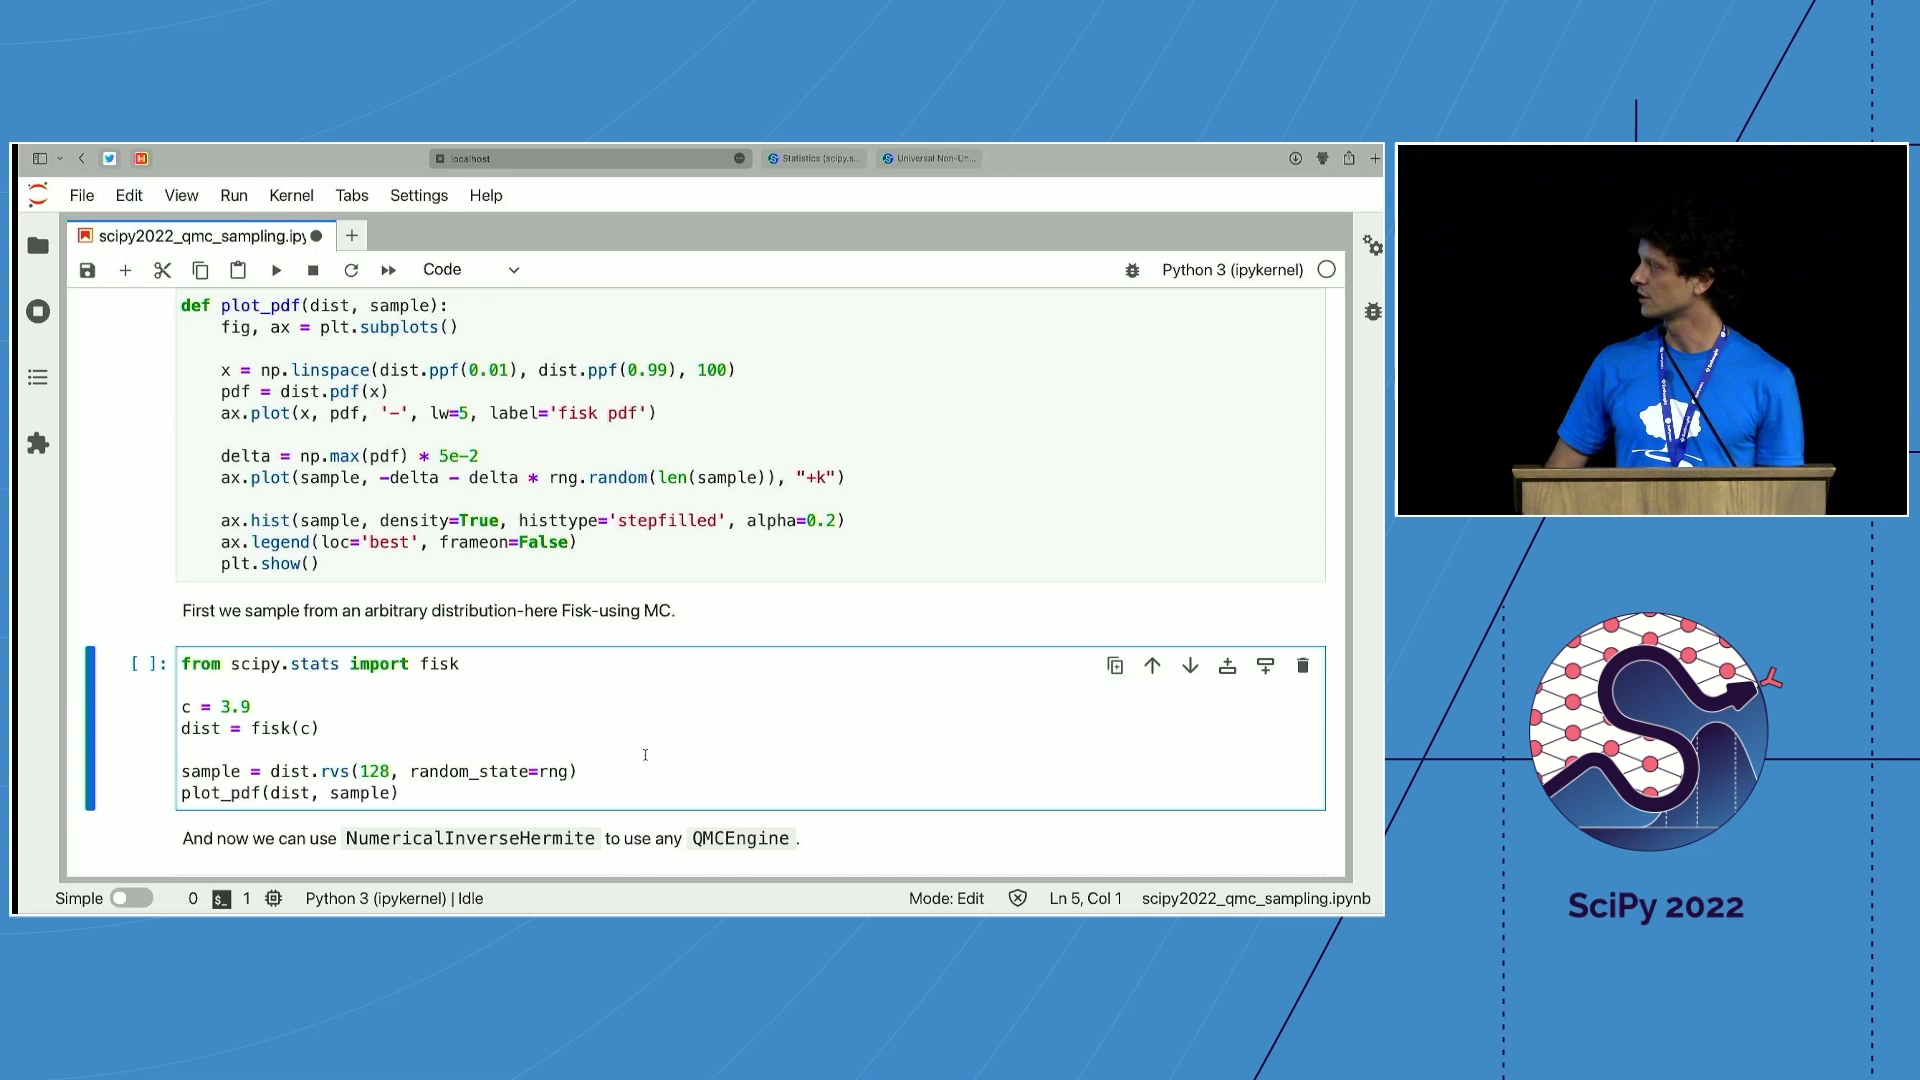 localhost
Statistics (scipy.s...
Universal Non-Un...
File Edit View Run Kernel Tabs Settings Help
scipy2022_qmc_sampling.ipy
Code
Python 3 (ipykernel)
def plot_pdf(dist, sample):
    fig, ax = plt.subplots()
    x = np.linspace(dist.ppf(0.01), dist.ppf(0.99), 100)
    pdf = dist.pdf(x)
    ax.plot(x, pdf, '-', lw=5, label='fisk pdf')
    delta = np.max(pdf) * 5e-2
    ax.plot(sample, -delta - delta * rng.random(len(sample)), "+k")
    ax.hist(sample, density=True, histtype='stepfilled', alpha=0.2)
    ax.legend(loc='best', frameon=False)
    plt.show()
First we sample from an arbitrary distribution-here Fisk-using MC.
[ ]: from scipy.stats import fisk
c = 3.9
dist = fisk(c)
sample = dist.rvs(128, random_state=rng)
plot_pdf(dist, sample)
And now we can use NumericalInverseHermite to use any QMCEngine.
Simple 0 $_ 1 Python 3 (ipykernel) | Idle Mode: Edit Ln 5, Col 1 scipy2022_qmc_sampling.ipynb
SciPy 2022